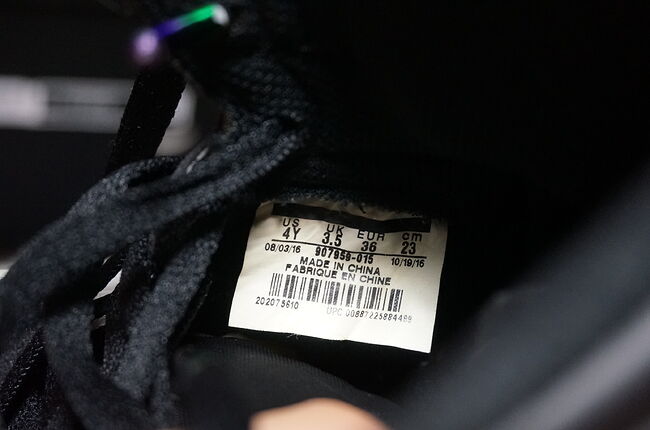 US UK EUR cm
4Y 3.5 36 23
08/03/16 907959-015 10/19/16
MADE IN CHINA
FABRIQUE EN CHINE
202075610 UPC 00887225884499